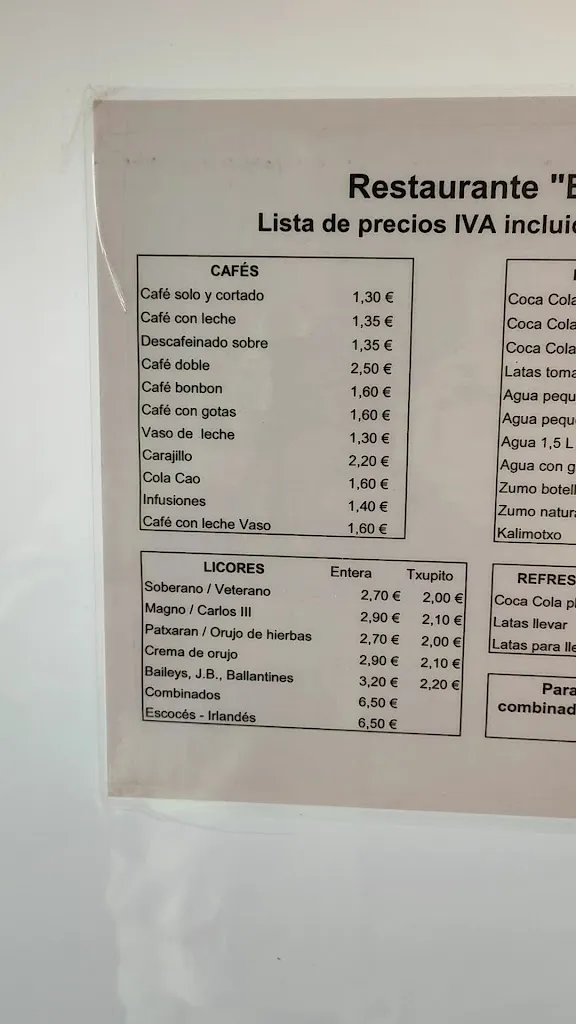 Restaurante "E
Lista de precios IVA inclui
CAFÉS
Café solo y cortado 1,30 €
Café con leche 1,35 €
Descafeinado sobre 1,35 €
Café doble 2,50 €
Café bonbon 1,60 €
Café con gotas 1,60 €
Vaso de leche 1,30 €
Carajillo 2,20 €
Cola Cao 1,60 €
Infusiones 1,40 €
Café con leche Vaso 1,60 €
LICORES Entera Txupito
Soberano / Veterano 2,70 € 2,00 €
Magno / Carlos III 2,90 € 2,10 €
Patxaran / Orujo de hierbas 2,70 € 2,00 €
Crema de orujo 2,90 € 2,10 €
Baileys, J.B., Ballantines 3,20 € 2,20 €
Combinados 6,50 €
Escocés - Irlandés 6,50 €
Coca Cola
Coca Cola
Coca Cola
Latas toma
Agua pequ
Agua pequ
Agua 1,5 L
Agua con g
Zumo botell
Zumo natura
Kalimotxo
REFRES
Coca Cola pl
Latas llevar
Latas para lle
Para
combinad